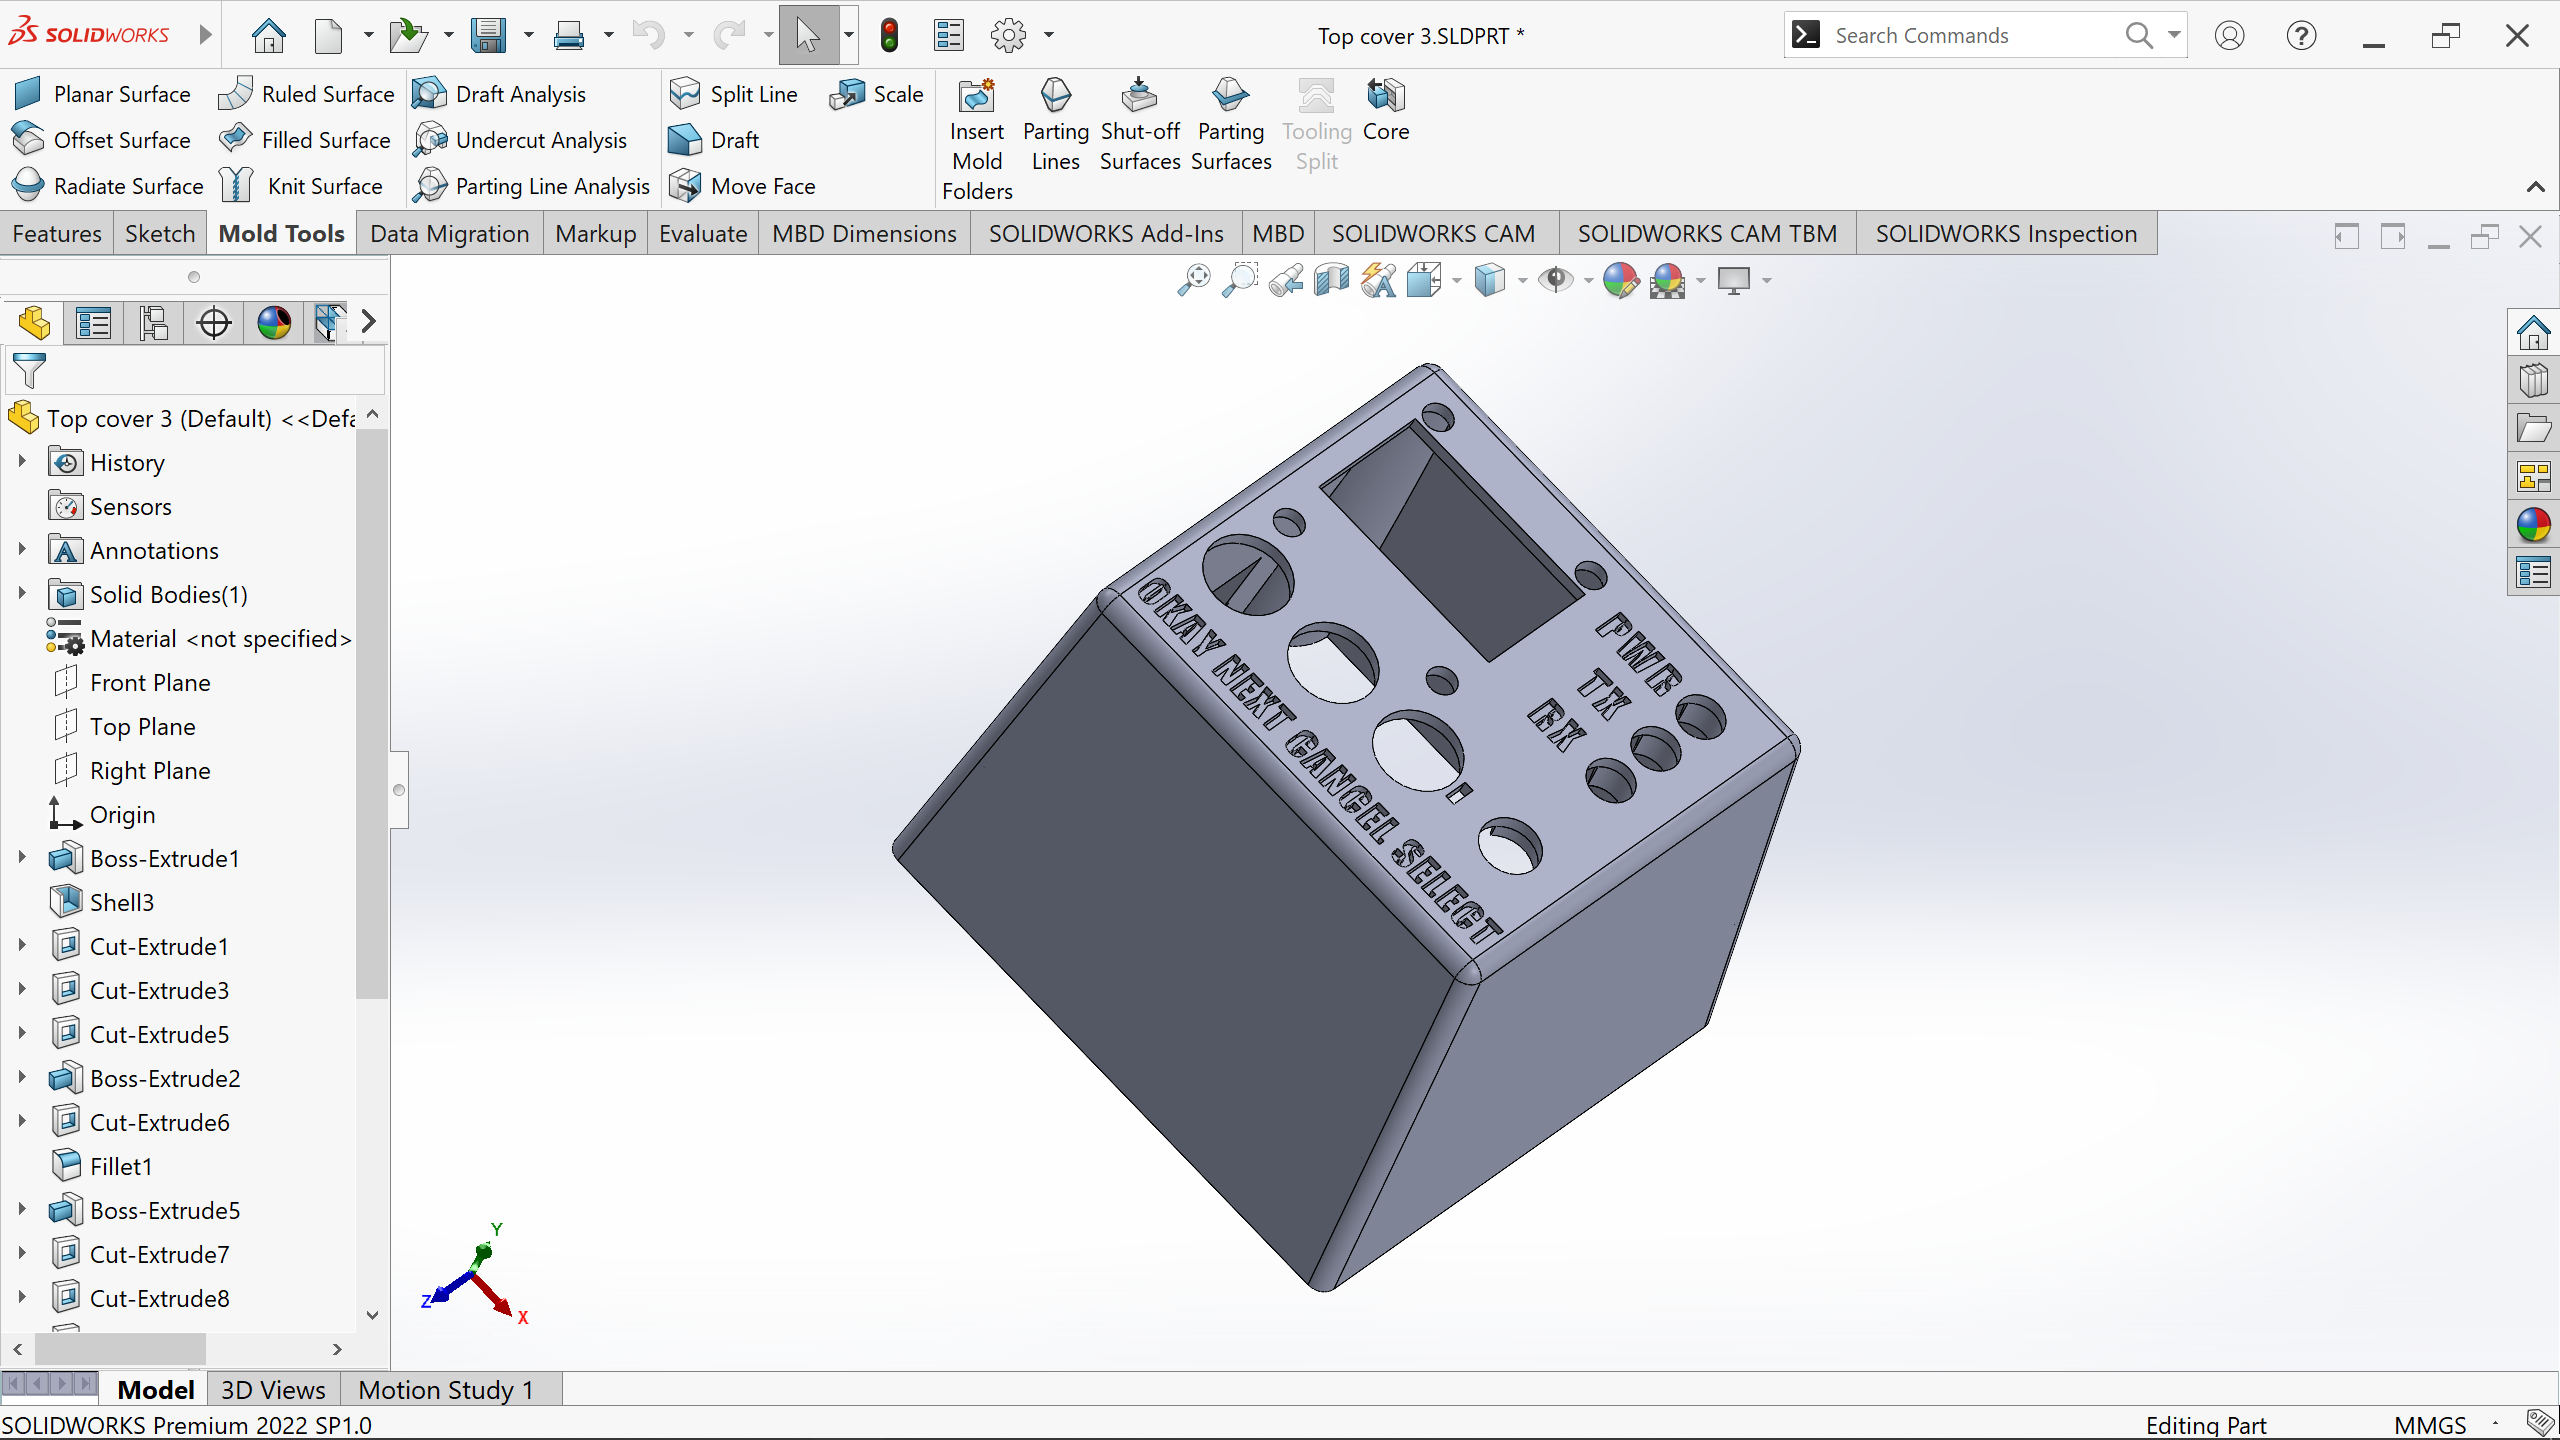 SOLIDWORKS
Top cover 3.SLDPRT *
Search Commands
Planar Surface
Offset Surface
Radiate Surface
Ruled Surface
Filled Surface
Knit Surface
Draft Analysis
Undercut Analysis
Parting Line Analysis
Split Line
Draft
Move Face
Scale
Insert
Mold
Folders
Parting
Lines
Shut-off
Surfaces
Parting
Surfaces
Tooling
Split
Core
Features
Sketch
Mold Tools
Data Migration
Markup
Evaluate
MBD Dimensions
SOLIDWORKS Add-Ins
MBD
SOLIDWORKS CAM
SOLIDWORKS CAM TBM
SOLIDWORKS Inspection
Top cover 3 (Default) <<Defa
History
Sensors
Annotations
Solid Bodies(1)
Material <not specified>
Front Plane
Top Plane
Right Plane
Origin
Boss-Extrude1
Shell3
Cut-Extrude1
Cut-Extrude3
Cut-Extrude5
Boss-Extrude2
Cut-Extrude6
Fillet1
Boss-Extrude5
Cut-Extrude7
Cut-Extrude8
PWR
TX
RX
OKAY NEXT CANCEL SELECT
Y
Z
X
Model
3D Views
Motion Study 1
SOLIDWORKS Premium 2022 SP1.0
Editing Part
MMGS